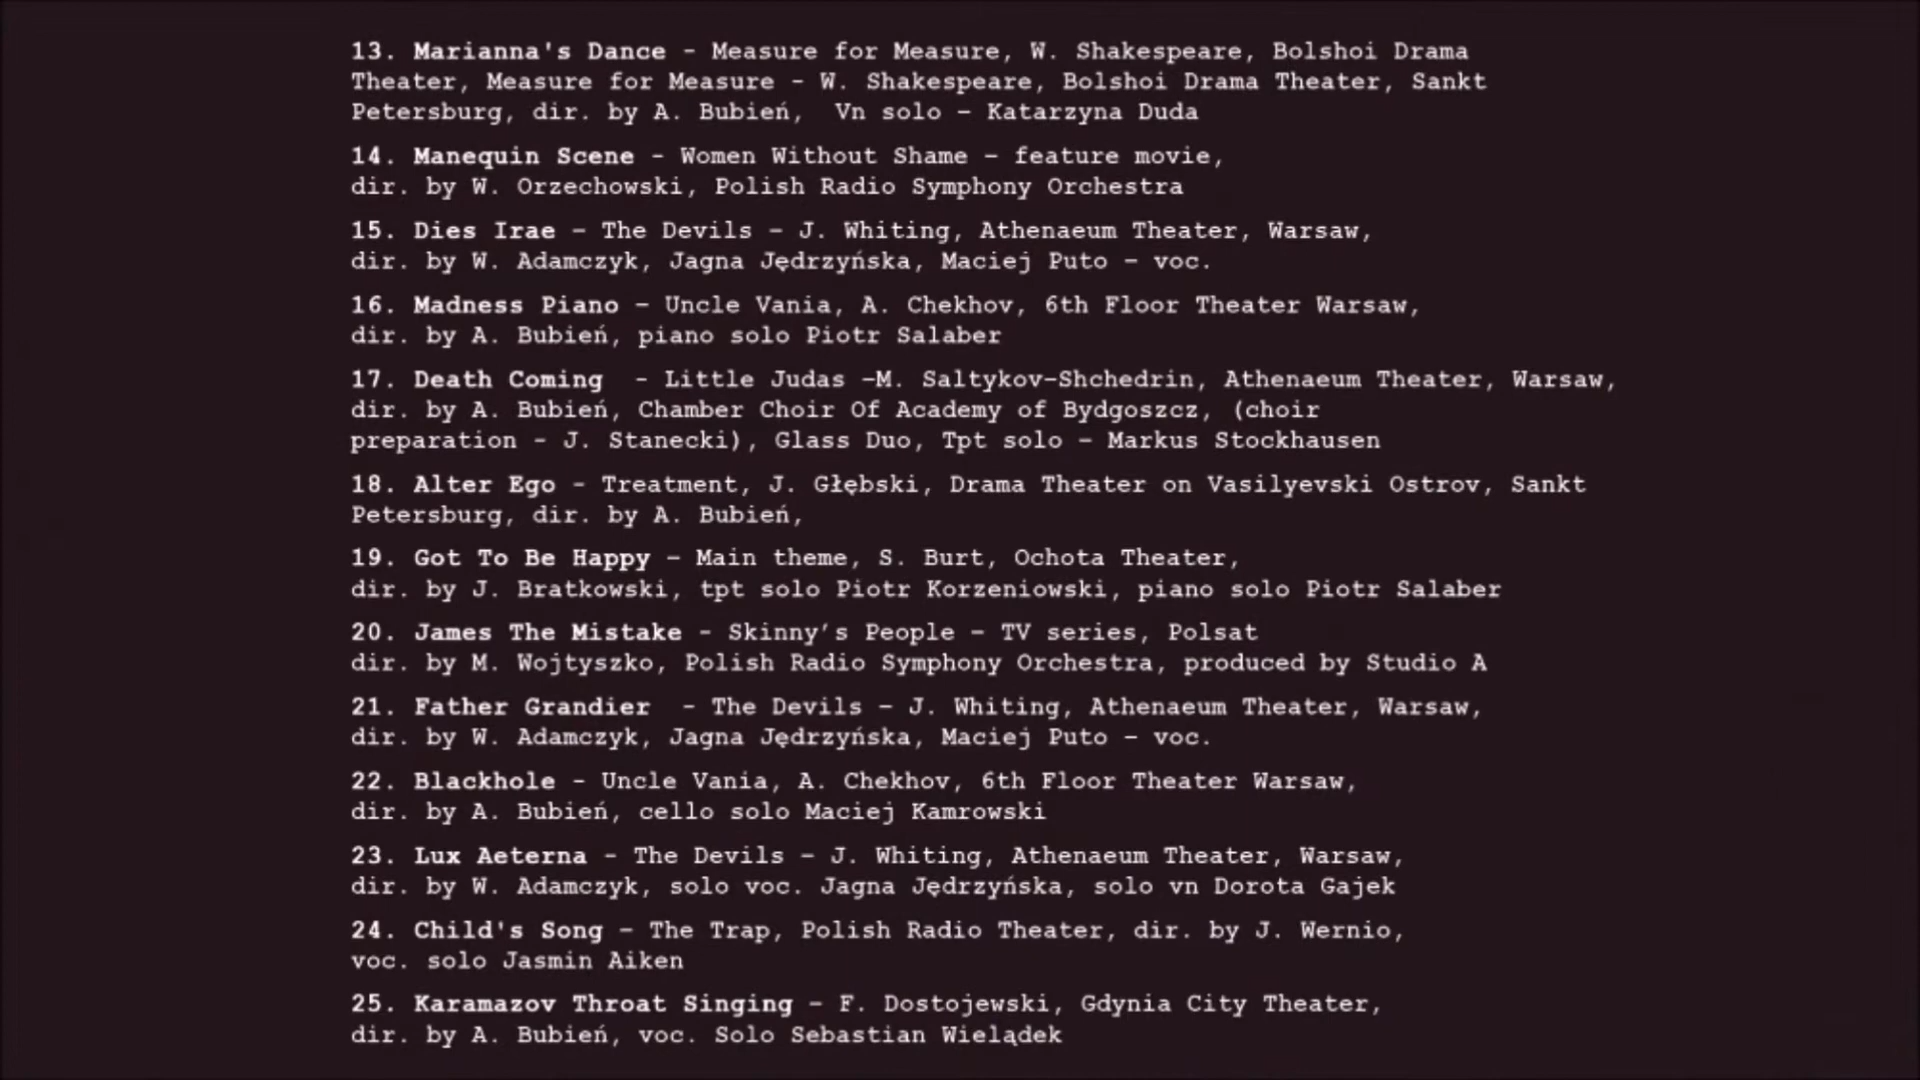 13. Marianna's Dance - Measure for Measure, W. Shakespeare, Bolshoi Drama
Theater, Measure for Measure - W. Shakespeare, Bolshoi Drama Theater, Sankt
Petersburg, dir. by A. Bubień,  Vn solo – Katarzyna Duda
14. Manequin Scene - Women Without Shame – feature movie,
dir. by W. Orzechowski, Polish Radio Symphony Orchestra
15. Dies Irae – The Devils – J. Whiting, Athenaeum Theater, Warsaw,
dir. by W. Adamczyk, Jagna Jędrzyńska, Maciej Puto – voc.
16. Madness Piano – Uncle Vania, A. Chekhov, 6th Floor Theater Warsaw,
dir. by A. Bubień, piano solo Piotr Salaber
17. Death Coming  - Little Judas –M. Saltykov-Shchedrin, Athenaeum Theater, Warsaw,
dir. by A. Bubień, Chamber Choir Of Academy of Bydgoszcz, (choir
preparation - J. Stanecki), Glass Duo, Tpt solo – Markus Stockhausen
18. Alter Ego - Treatment, J. Głębski, Drama Theater on Vasilyevski Ostrov, Sankt
Petersburg, dir. by A. Bubień,
19. Got To Be Happy – Main theme, S. Burt, Ochota Theater,
dir. by J. Bratkowski, tpt solo Piotr Korzeniowski, piano solo Piotr Salaber
20. James The Mistake - Skinny’s People – TV series, Polsat
dir. by M. Wojtyszko, Polish Radio Symphony Orchestra, produced by Studio A
21. Father Grandier  - The Devils – J. Whiting, Athenaeum Theater, Warsaw,
dir. by W. Adamczyk, Jagna Jędrzyńska, Maciej Puto – voc.
22. Blackhole - Uncle Vania, A. Chekhov, 6th Floor Theater Warsaw,
dir. by A. Bubień, cello solo Maciej Kamrowski
23. Lux Aeterna - The Devils – J. Whiting, Athenaeum Theater, Warsaw,
dir. by W. Adamczyk, solo voc. Jagna Jędrzyńska, solo vn Dorota Gajek
24. Child's Song – The Trap, Polish Radio Theater, dir. by J. Wernio,
voc. solo Jasmin Aiken
25. Karamazov Throat Singing – F. Dostojewski, Gdynia City Theater,
dir. by A. Bubień, voc. Solo Sebastian Wielądek